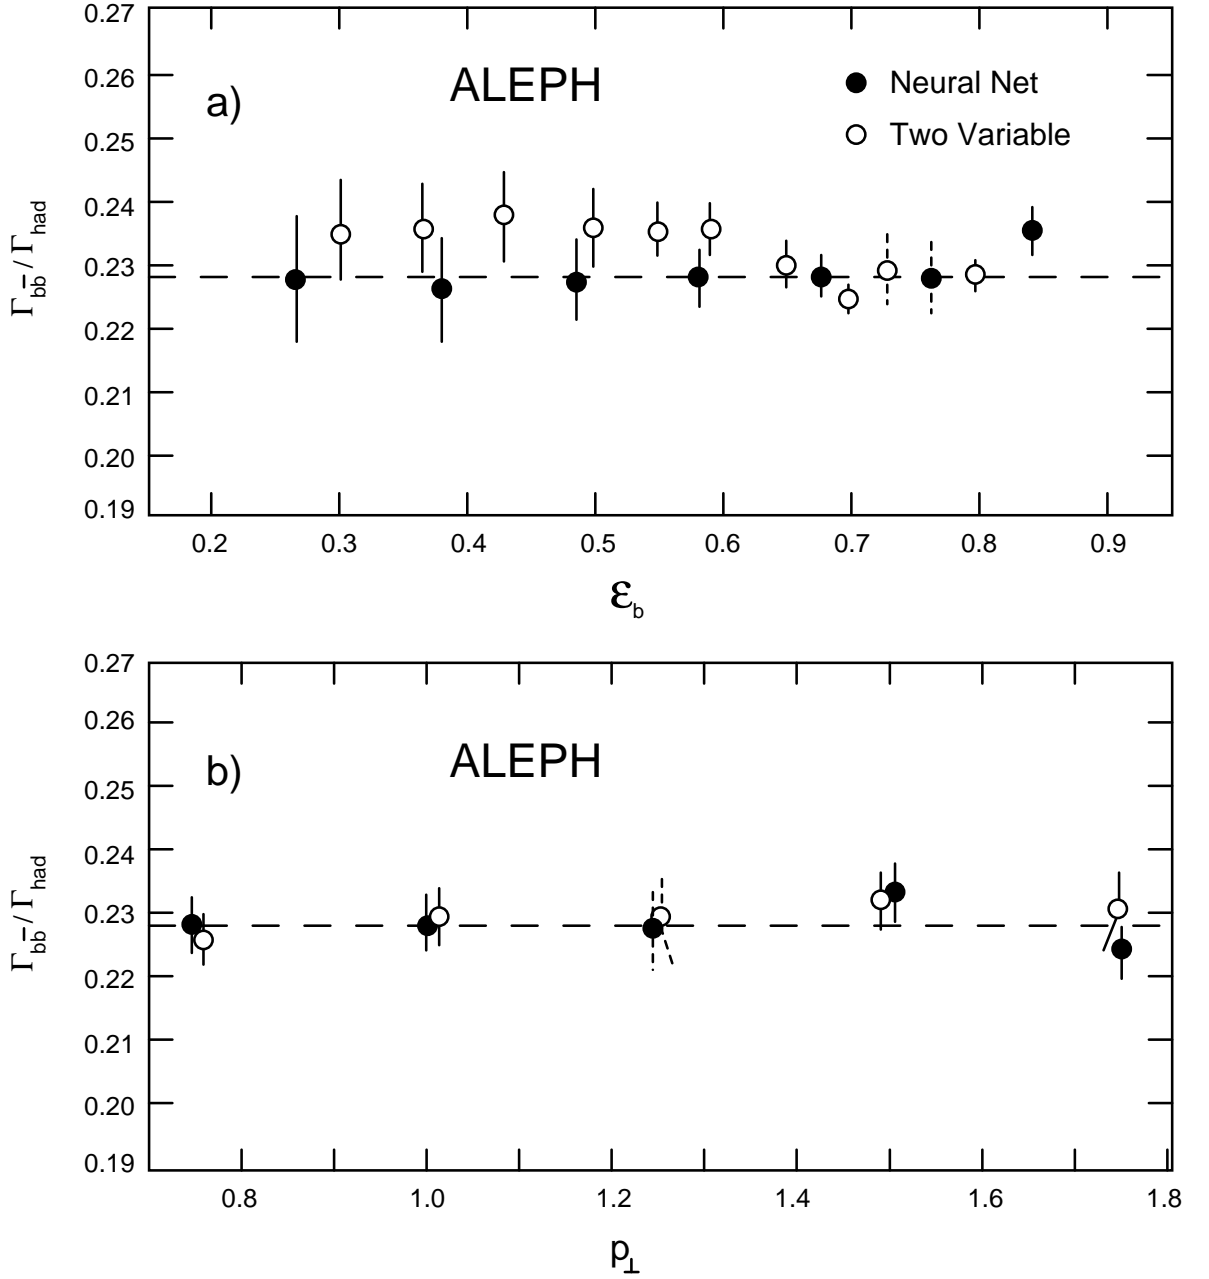 0.27
0.26
0.25
0.24
0.23
0.22
0.21
0.20
0.19
Γbb̅ / Γhad
a)
ALEPH
Neural Net
Two Variable
0.2 0.3 0.4 0.5 0.6 0.7 0.8 0.9
εb
0.27
0.26
0.25
0.24
0.23
0.22
0.21
0.20
0.19
Γbb̅ / Γhad
b)
ALEPH
0.8 1.0 1.2 1.4 1.6 1.8
p⊥